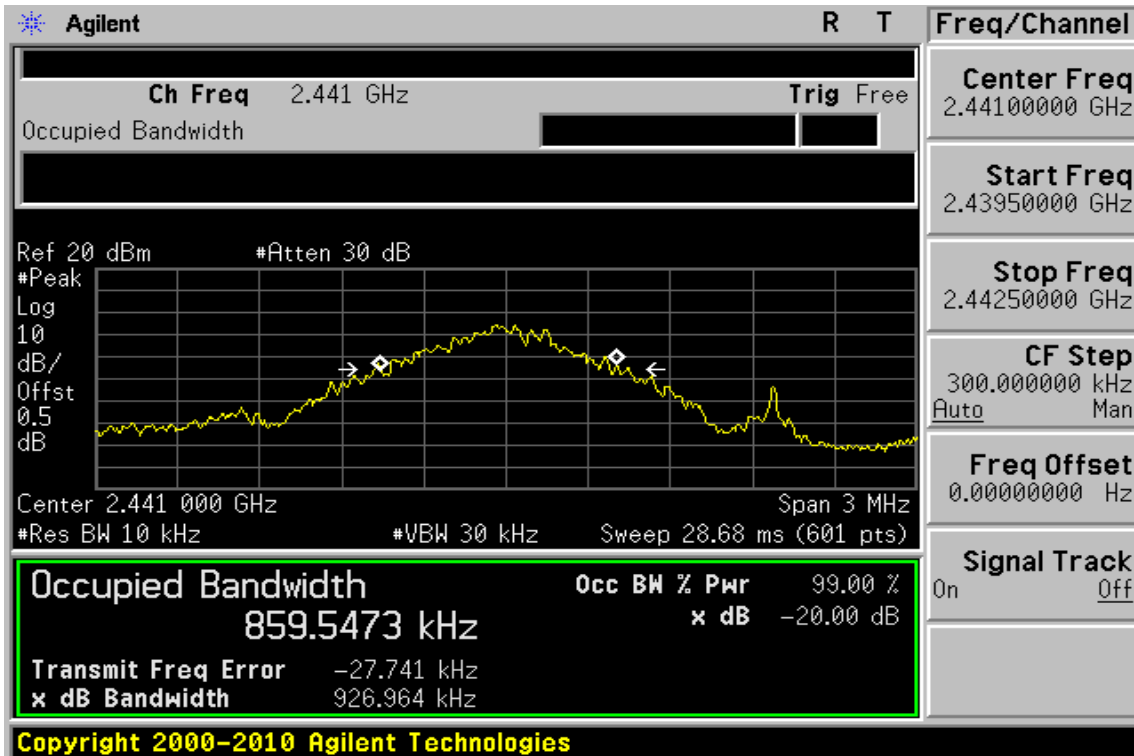 Agilent R T
Ch Freq 2.441 GHz Trig Free
Occupied Bandwidth
Ref 20 dBm #Atten 30 dB
#Peak
Log
10
dB/
Offst
0.5
dB
Center 2.441 000 GHz Span 3 MHz
#Res BW 10 kHz #VBW 30 kHz Sweep 28.68 ms (601 pts)
Occupied Bandwidth
859.5473 kHz
Occ BW % Pwr 99.00 %
x dB -20.00 dB
Transmit Freq Error -27.741 kHz
x dB Bandwidth 926.964 kHz
Copyright 2000-2010 Agilent Technologies
Freq/Channel
Center Freq
2.44100000 GHz
Start Freq
2.43950000 GHz
Stop Freq
2.44250000 GHz
CF Step
300.000000 kHz
Auto Man
Freq Offset
0.00000000 Hz
Signal Track
On Off